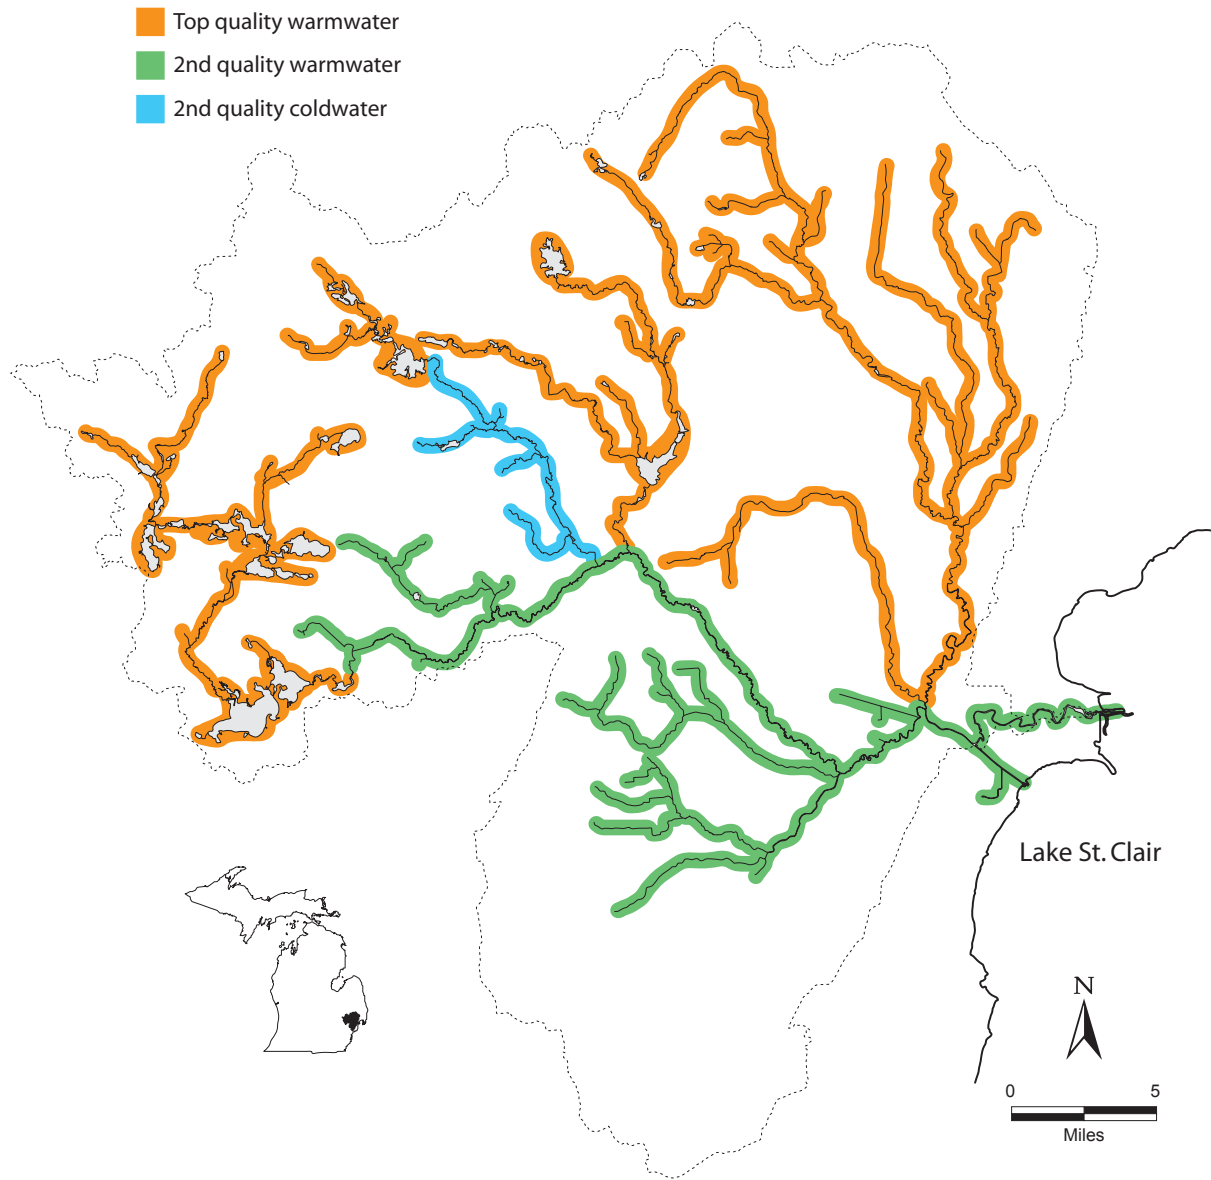 Top quality warmwater
2nd quality warmwater
2nd quality coldwater
Lake St. Clair
N
0 5
Miles